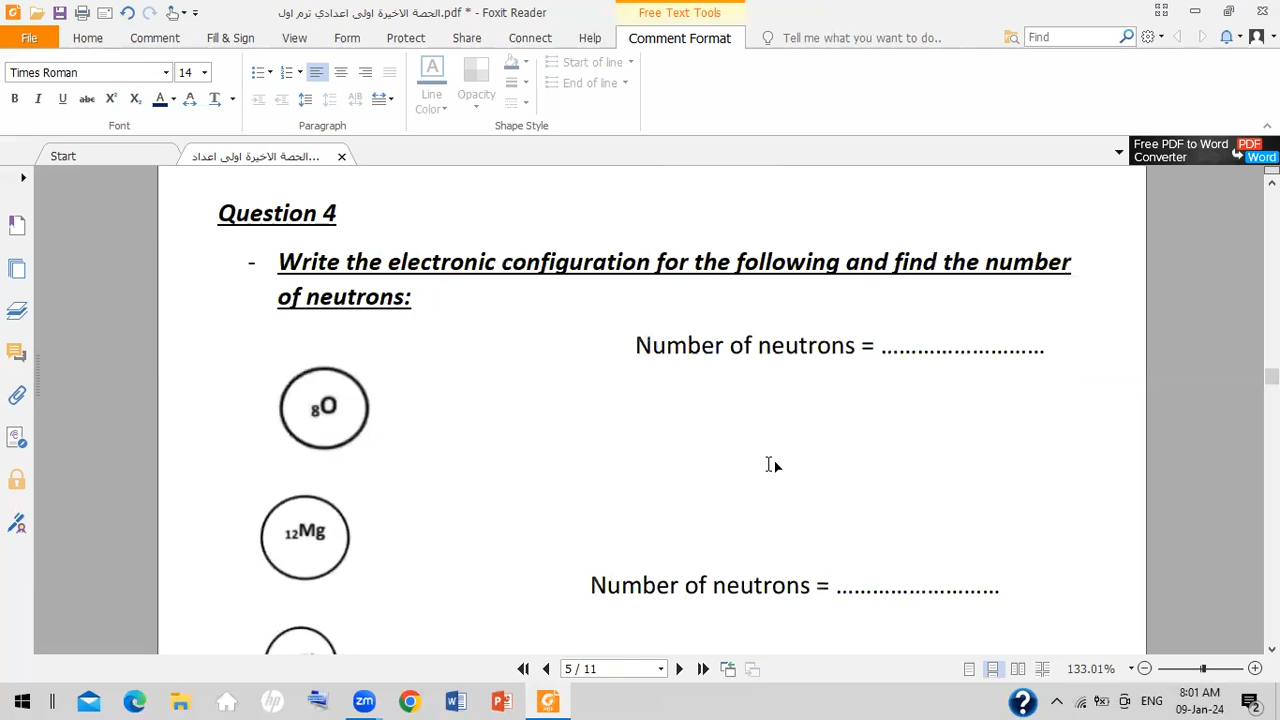 الحصة الاخيرة اولى اعدادي ترم اول.pdf * - Foxit Reader
Free Text Tools
File Home Comment Fill & Sign View Form Protect Share Connect Help Comment Format Tell me what you want to do.. Find
Times Roman 14
B I U abc X² X₂ A A T
A Line Color Opacity
Start of line
End of line
Font Paragraph Shape Style
Start
الحصة الاخيرة اولى اعداد...
Free PDF to Word Converter PDF Word
Question 4
- Write the electronic configuration for the following and find the number
of neutrons:
Number of neutrons = ...........................
₈O
₁₂Mg
Number of neutrons = ...........................
5 / 11
133.01%
zm
ENG
8:01 AM
09-Jan-24
2